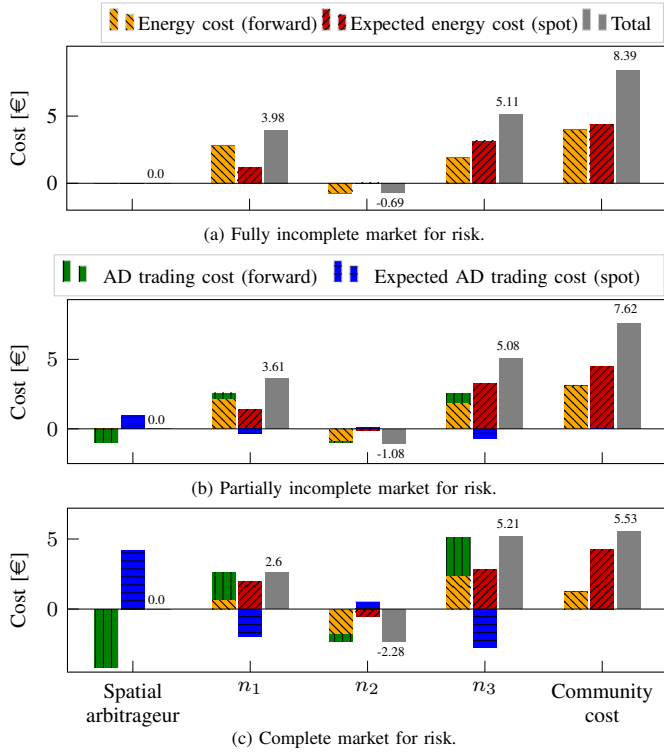 Energy cost (forward) Expected energy cost (spot) Total
Cost [€]
5
0
0.0
3.98
-0.69
5.11
8.39
(a) Fully incomplete market for risk.
AD trading cost (forward) Expected AD trading cost (spot)
Cost [€]
5
0
0.0
3.61
-1.08
5.08
7.62
(b) Partially incomplete market for risk.
Cost [€]
5
0
0.0
2.6
-2.28
5.21
5.53
Spatial arbitrageur
n1
n2
n3
Community cost
(c) Complete market for risk.